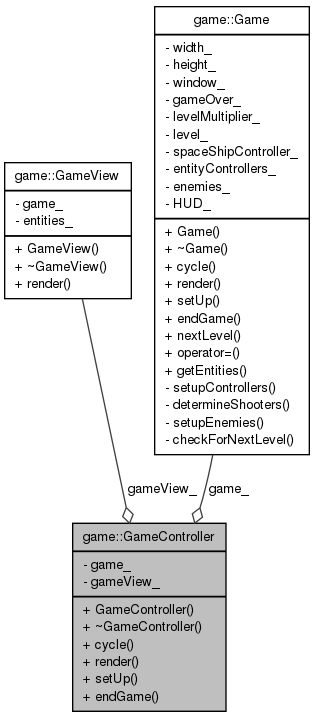 game::Game
- width_
- height_
- window_
- gameOver_
- levelMultiplier_
- level_
- spaceShipController_
- entityControllers_
- enemies_
- HUD_
+ Game()
+ ~Game()
+ cycle()
+ render()
+ setUp()
+ endGame()
+ nextLevel()
+ operator=()
+ getEntities()
- setupControllers()
- determineShooters()
- setupEnemies()
- checkForNextLevel()
game::GameView
- game_
- entities_
+ GameView()
+ ~GameView()
+ render()
gameView_
game_
game::GameController
- game_
- gameView_
+ GameController()
+ ~GameController()
+ cycle()
+ render()
+ setUp()
+ endGame()